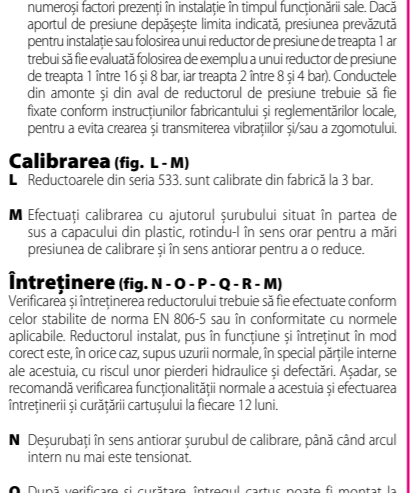 numeroși factori prezenți în instalație în timpul funcționării sale. Dacă
aportul de presiune depășește limita indicată, presiunea prevăzută
pentru instalație sau folosirea unui reductor de presiune de treapta 1 ar
trebui să fie evaluată folosirea de exemplu a unui reductor de presiune
de treapta 1 între 16 și 8 bar, iar treapta 2 între 8 și 4 bar). Conductele
din amonte și din aval de reductorul de presiune trebuie să fie
fixate conform instrucțiunilor fabricantului și reglementărilor locale,
pentru a evita crearea și transmiterea vibrațiilor și/sau a zgomotului.
Calibrarea (fig. L - M)
L Reductoarele din seria 533. sunt calibrate din fabrică la 3 bar.
M Efectuați calibrarea cu ajutorul șurubului situat în partea de
sus a capacului din plastic, rotindu-l în sens orar pentru a mări
presiunea de calibrare și în sens antiorar pentru a o reduce.
Întreținere (fig. N - O - P - Q - R - M)
Verificarea și întreținerea reductorului trebuie să fie efectuate conform
celor stabilite de norma EN 806-5 sau în conformitate cu normele
aplicabile. Reductorul instalat, pus în funcțiune și întreținut în mod
corect este, în orice caz, supus uzurii normale, în special părțile interne
ale acestuia, cu riscul unor pierderi hidraulice și defectări. Așadar, se
recomandă verificarea funcționalității normale a acestuia și efectuarea
întreținerii și curățării cartușului la fiecare 12 luni.
N Deșurubați în sens antiorar șurubul de calibrare, până când arcul
intern nu mai este tensionat.
O După verificare și curățare, întregul cartuș poate fi montat la